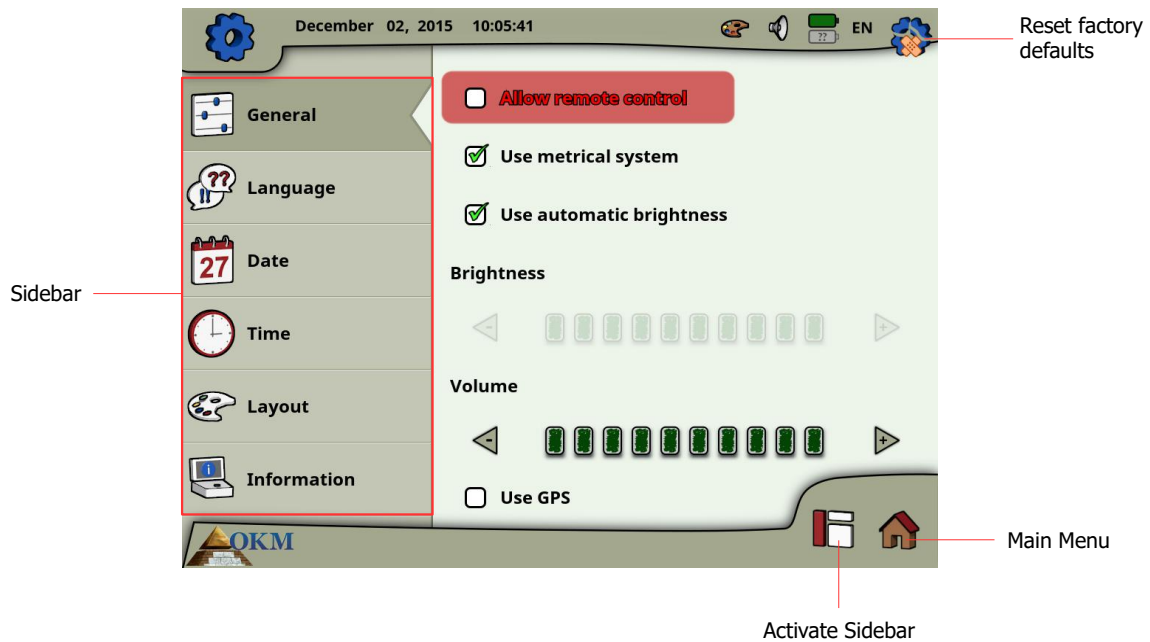 December 02, 2015 10:05:41
??
EN
Reset factory
defaults
General
Allow remote control
Use metrical system
??
!!
Language
Use automatic brightness
27
Date
Brightness
Sidebar
Time
-
+
Volume
Layout
-
+
i
Information
Use GPS
OKM
Main Menu
Activate Sidebar